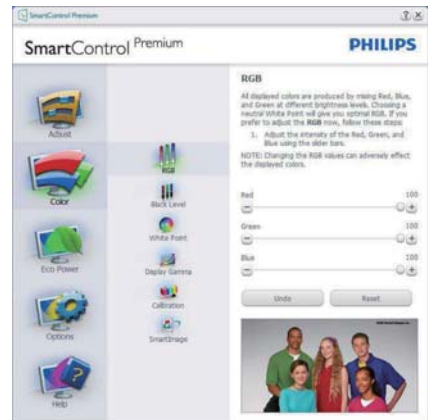 SmartControl Premium
SmartControl Premium
PHILIPS
Adjust
Color
Eco Power
Options
Help
RGB
Black Level
White Point
Display Gamma
Calibration
SmartImage
RGB
All displayed colors are produced by mixing Red, Blue,
and Green at different brightness levels. Choosing a
neutral White Point will give you optimal RGB. If you
prefer to adjust the RGB now, follow these steps:
1. Adjust the intensity of the Red, Green, and
Blue using the slider bars.
NOTE: Changing the RGB values can adversely effect
the displayed colors.
Red 100
Green 100
Blue 100
Undo Reset